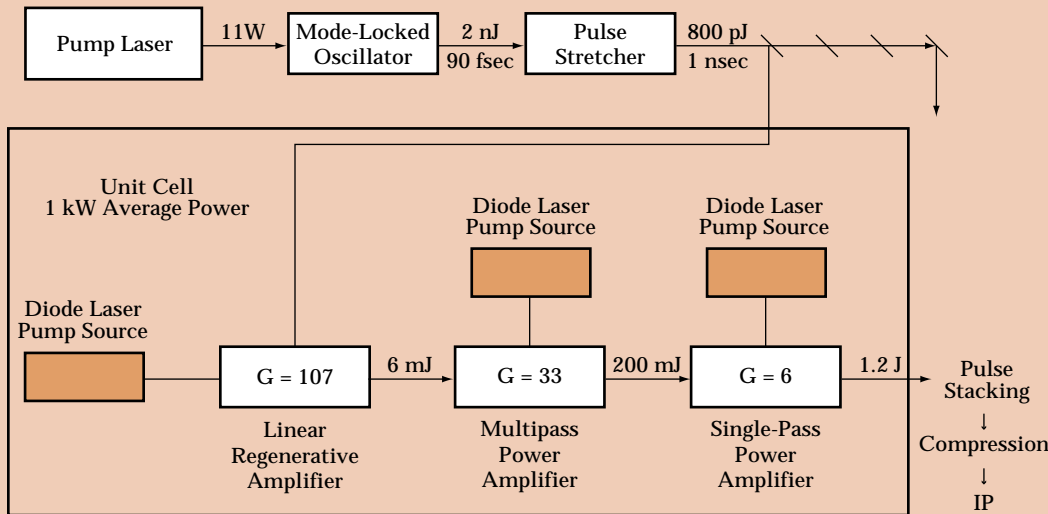 Pump Laser
11W
Mode-Locked
Oscillator
2 nJ
90 fsec
Pulse
Stretcher
800 pJ
1 nsec
Unit Cell
1 kW Average Power
Diode Laser
Pump Source
Diode Laser
Pump Source
Diode Laser
Pump Source
G = 107
6 mJ
G = 33
200 mJ
G = 6
1.2 J
Linear
Regenerative
Amplifier
Multipass
Power
Amplifier
Single-Pass
Power
Amplifier
Pulse
Stacking
↓
Compression
↓
IP